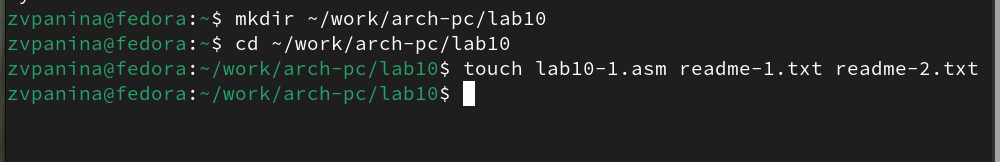 zvpanina@fedora:~$ mkdir ~/work/arch-pc/lab10
zvpanina@fedora:~$ cd ~/work/arch-pc/lab10
zvpanina@fedora:~/work/arch-pc/lab10$ touch lab10-1.asm readme-1.txt readme-2.txt
zvpanina@fedora:~/work/arch-pc/lab10$